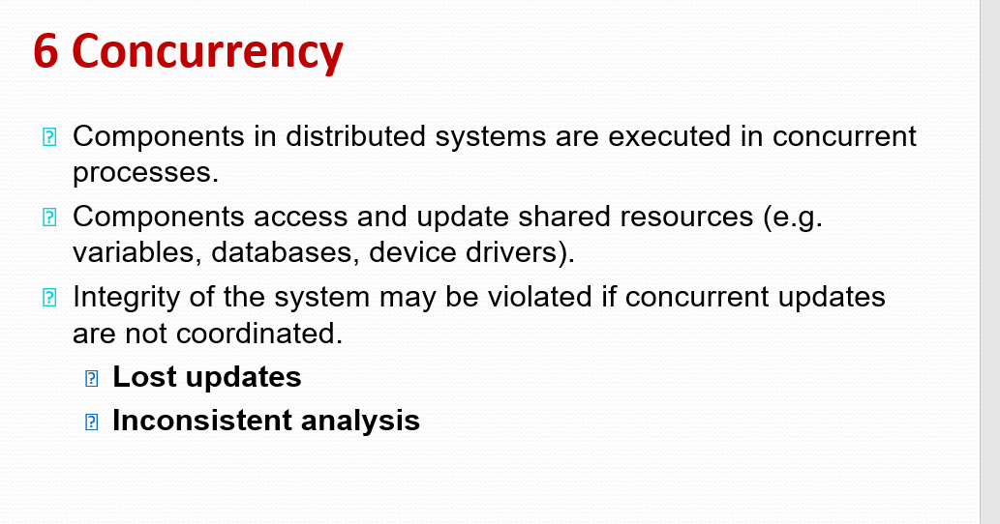 6 Concurrency
Components in distributed systems are executed in concurrent
processes.
Components access and update shared resources (e.g.
variables, databases, device drivers).
Integrity of the system may be violated if concurrent updates
are not coordinated.
Lost updates
Inconsistent analysis